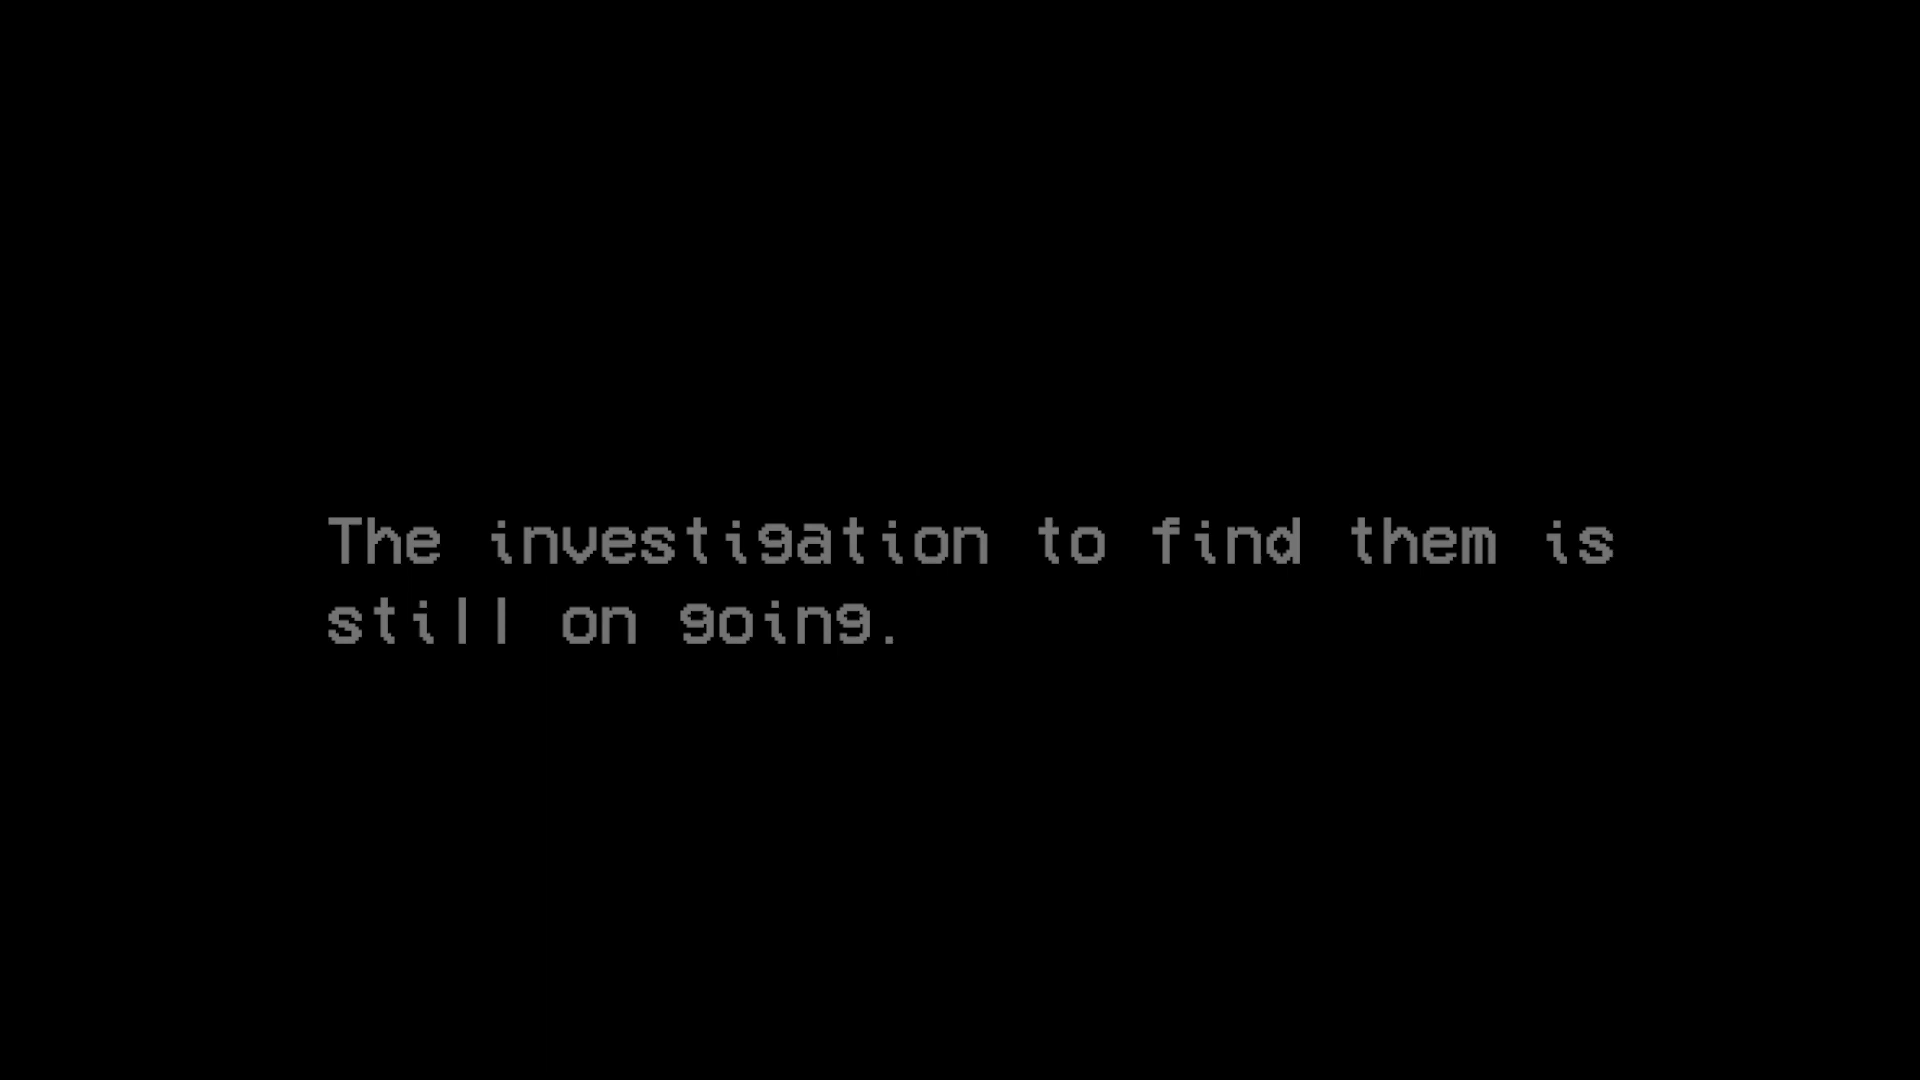 The investigation to find them is
still on going.